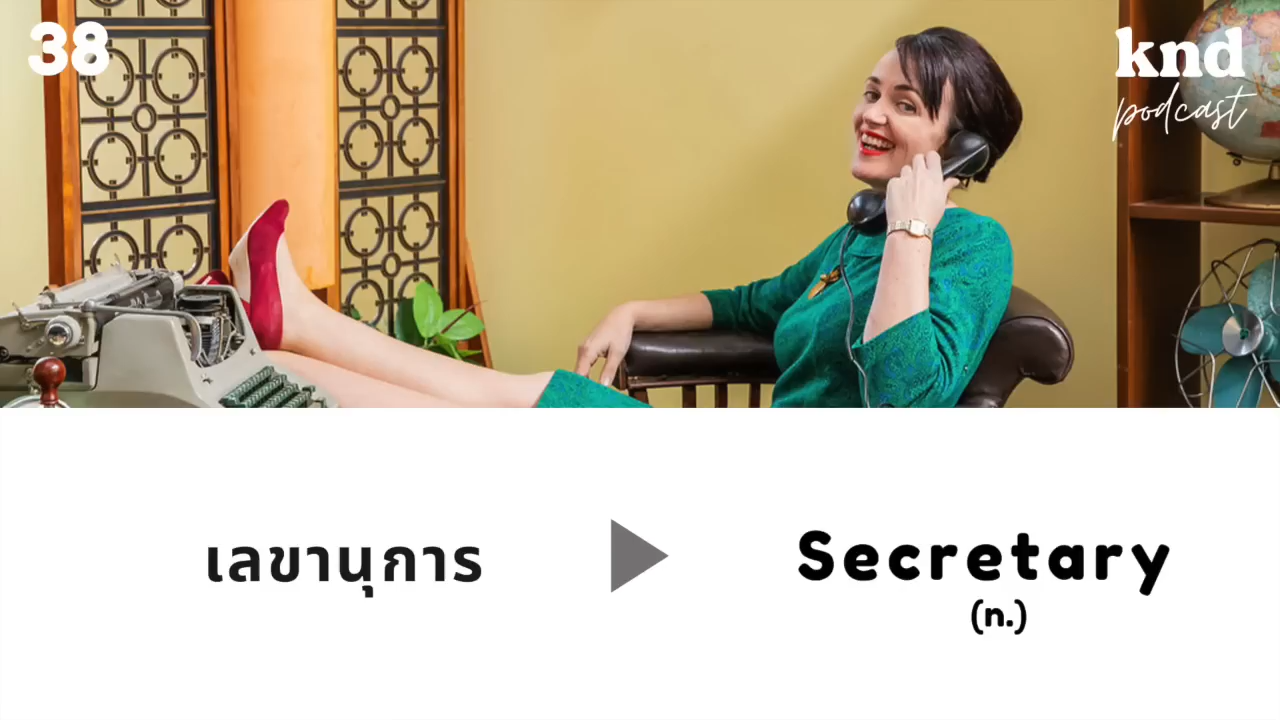 38
knd
podcast
เลขานุการ
Secretary
(n.)